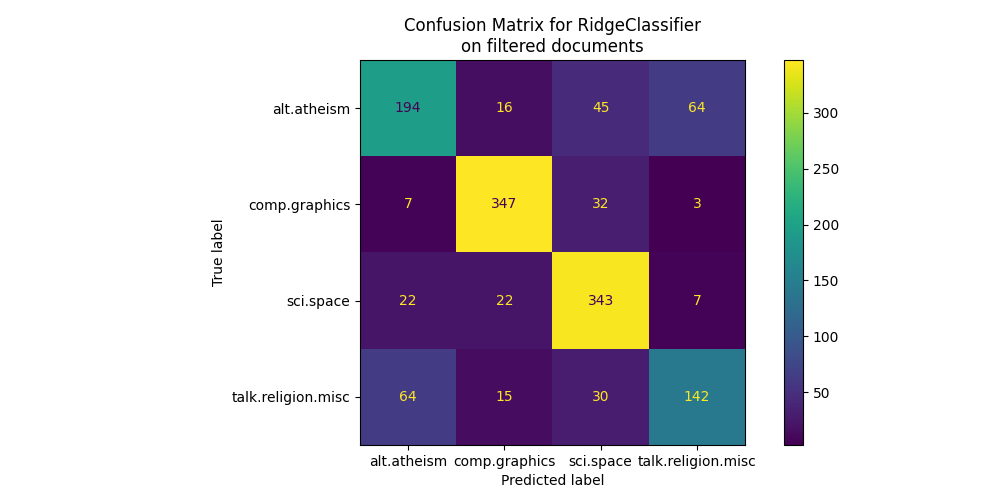 Confusion Matrix for RidgeClassifier
on filtered documents
alt.atheism 194 16 45 64
comp.graphics 7 347 32 3
sci.space 22 22 343 7
talk.religion.misc 64 15 30 142
alt.atheism comp.graphics sci.space talk.religion.misc
Predicted label
True label
300
250
200
150
100
50